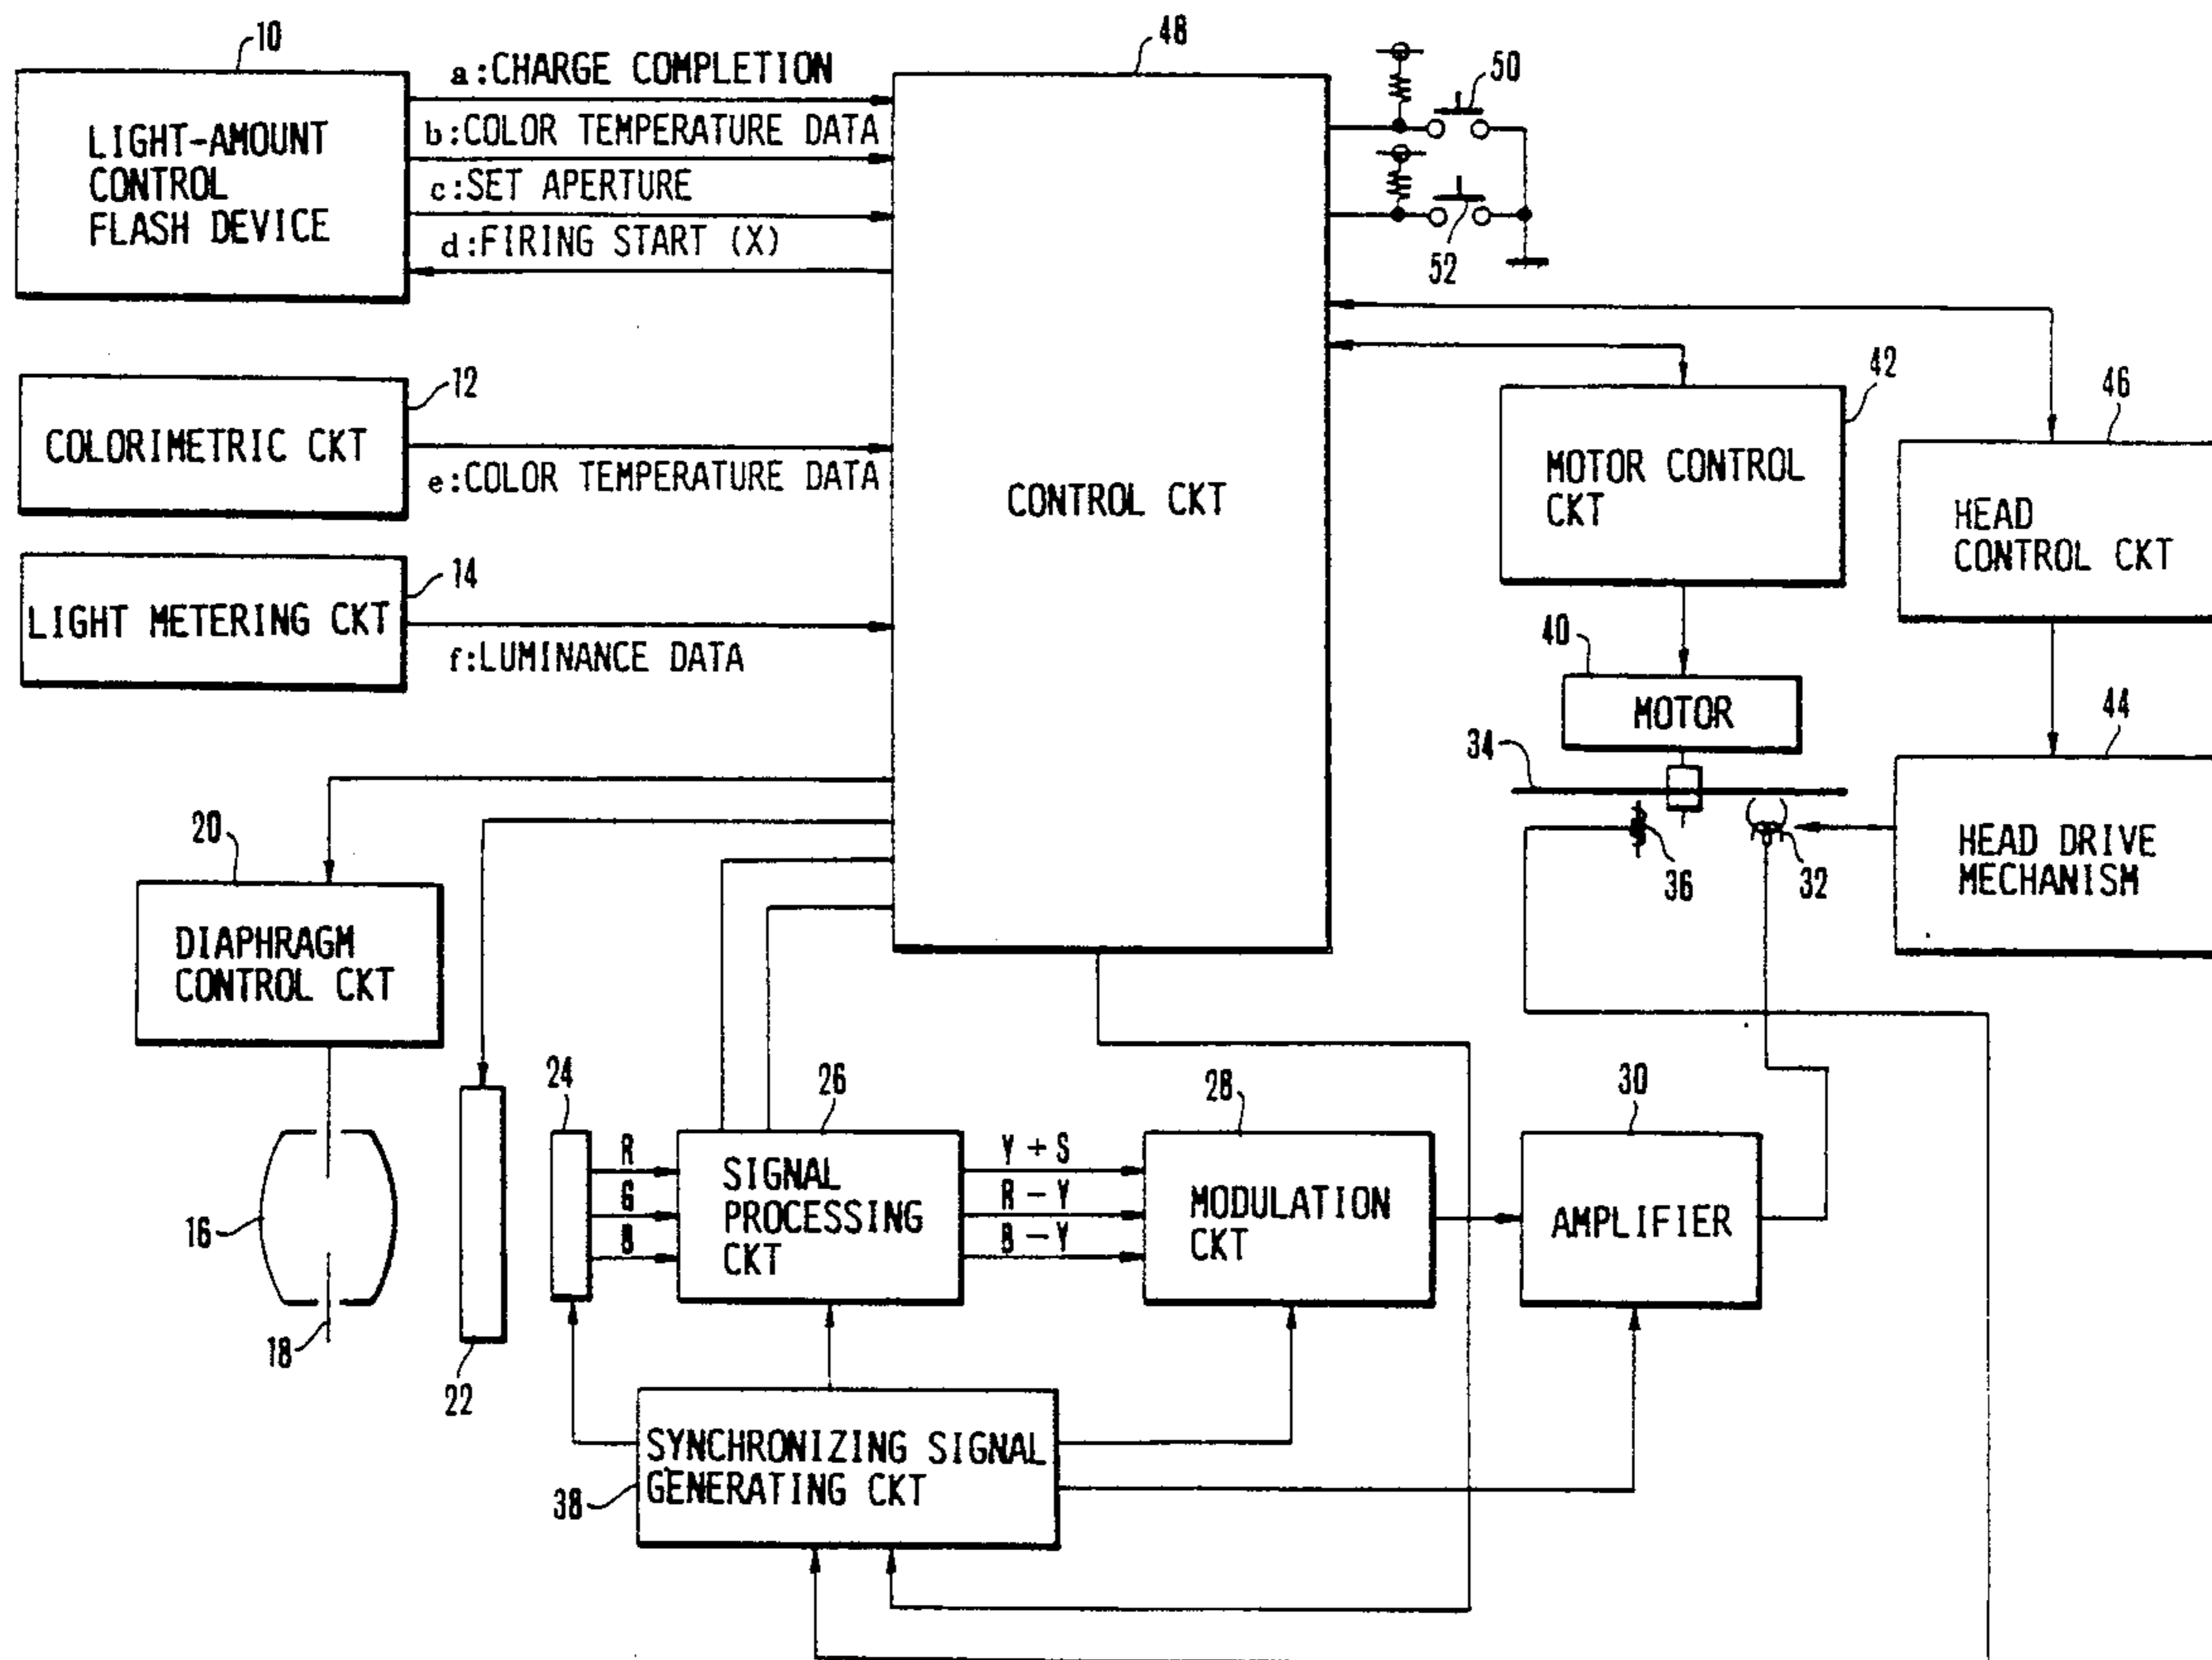 10
LIGHT-AMOUNT
CONTROL
FLASH DEVICE
a:CHARGE COMPLETION
b:COLOR TEMPERATURE DATA
c:SET APERTURE
d:FIRING START (X)
48
CONTROL CKT
50
52
12
COLORIMETRIC CKT
e:COLOR TEMPERATURE DATA
14
LIGHT METERING CKT
f:LUMINANCE DATA
42
MOTOR CONTROL
CKT
46
HEAD
CONTROL CKT
40
MOTOR
34
36
32
44
HEAD DRIVE
MECHANISM
20
DIAPHRAGM
CONTROL CKT
16
18
22
24
R
G
B
26
SIGNAL
PROCESSING
CKT
Y + S
R - Y
B - Y
28
MODULATION
CKT
30
AMPLIFIER
38
SYNCHRONIZING SIGNAL
GENERATING CKT